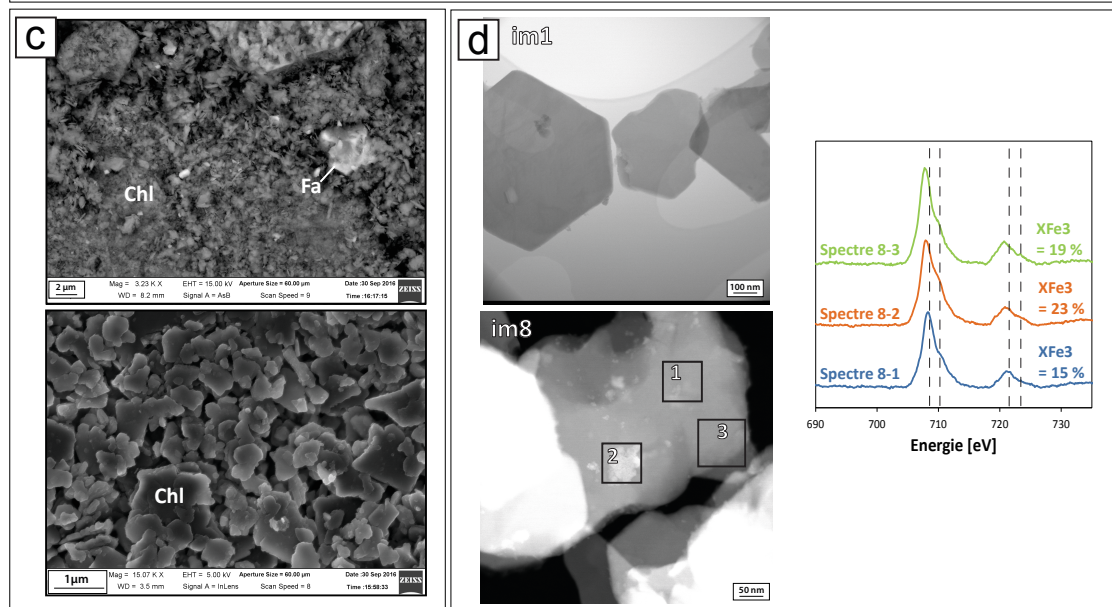 c
Chl
Fa
2 µm
Mag = 3.23 K X EHT = 15.00 kV Aperture Size = 60.00 µm Date :30 Sep 2016
WD = 8.2 mm Signal A = AsB Scan Speed = 9 Time :16:17:15
ZEISS
Chl
1µm
Mag = 15.07 K X EHT = 5.00 kV Aperture Size = 60.00 µm Date :30 Sep 2016
WD = 3.5 mm Signal A = InLens Scan Speed = 8 Time :15:58:33
ZEISS
d
im1
100 nm
im8
1
2
3
50 nm
Spectre 8-3
XFe3
= 19 %
Spectre 8-2
XFe3
= 23 %
Spectre 8-1
XFe3
= 15 %
690 700 710 720 730
Energie [eV]